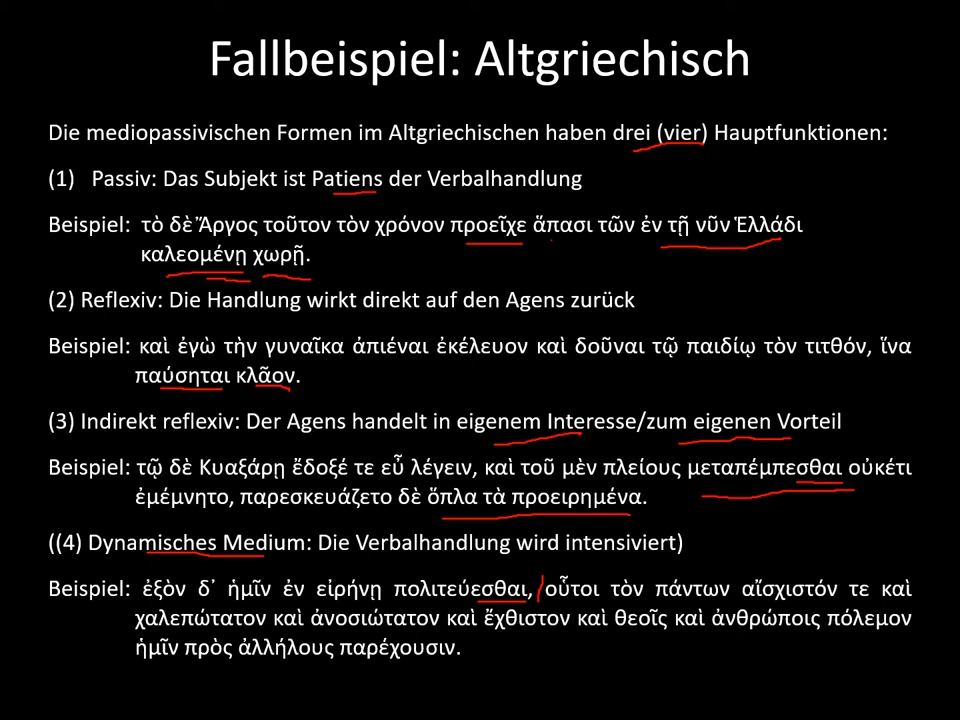 Fallbeispiel: Altgriechisch
Die mediopassivischen Formen im Altgriechischen haben drei (vier) Hauptfunktionen:
(1) Passiv: Das Subjekt ist Patiens der Verbalhandlung
Beispiel: τὸ δὲ Ἄργος τοῦτον τὸν χρόνον προεῖχε ἅπασι τῶν ἐν τῇ νῦν Ἑλλάδι
καλεομένῃ χωρῇ.
(2) Reflexiv: Die Handlung wirkt direkt auf den Agens zurück
Beispiel: καὶ ἐγὼ τὴν γυναῖκα ἀπιέναι ἐκέλευον καὶ δοῦναι τῷ παιδίῳ τὸν τιτθόν, ἵνα
παύσηται κλᾶον.
(3) Indirekt reflexiv: Der Agens handelt in eigenem Interesse/zum eigenen Vorteil
Beispiel: τῷ δὲ Κυαξάρῃ ἔδοξέ τε εὖ λέγειν, καὶ τοῦ μὲν πλείους μεταπέμπεσθαι οὐκέτι
ἐμέμνητο, παρεσκευάζετο δὲ ὅπλα τὰ προειρημένα.
((4) Dynamisches Medium: Die Verbalhandlung wird intensiviert)
Beispiel: ἐξὸν δ᾽ ἡμῖν ἐν εἰρήνῃ πολιτεύεσθαι, οὗτοι τὸν πάντων αἴσχιστόν τε καὶ
χαλεπώτατον καὶ ἀνοσιώτατον καὶ ἔχθιστον καὶ θεοῖς καὶ ἀνθρώποις πόλεμον
ἡμῖν πρὸς ἀλλήλους παρέχουσιν.